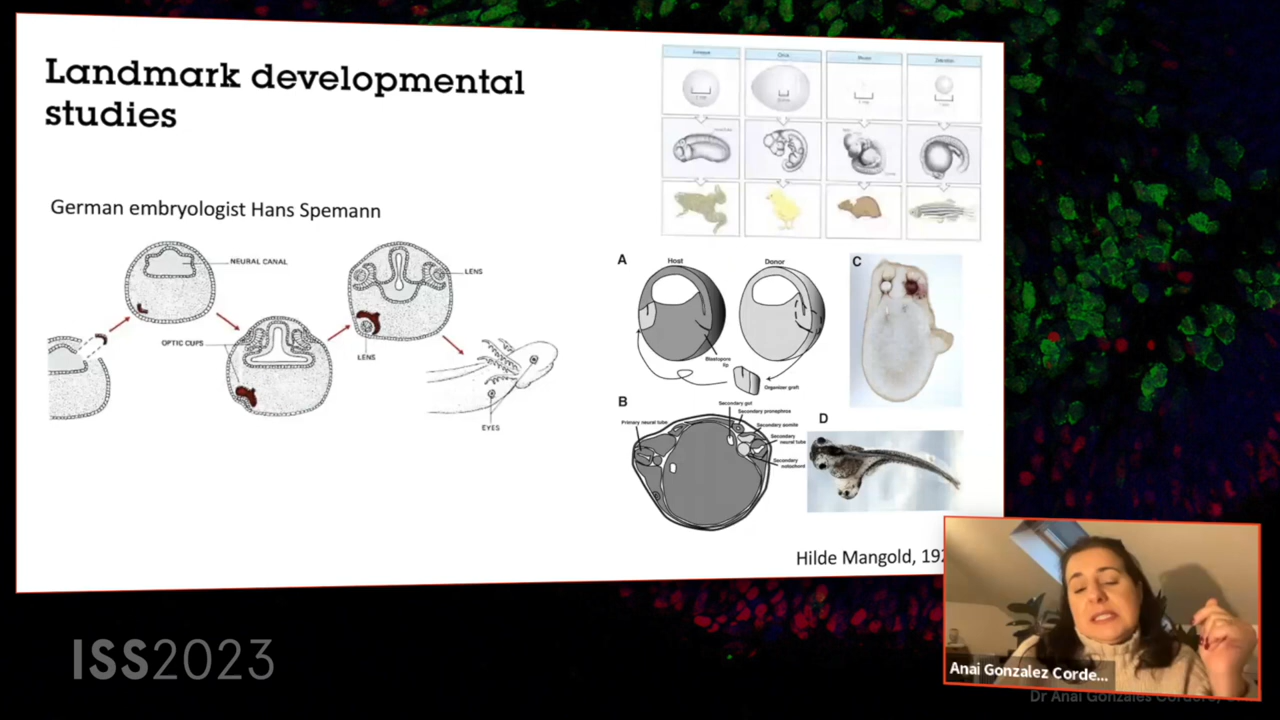 Landmark developmental
studies
German embryologist Hans Spemann
NEURAL CANAL
LENS
OPTIC CUPS
LENS
EYES
A
Host
Donor
C
Blastopore
lip
Organizer graft
B
Secondary gut
Secondary pronephros
Primary neural tube
Secondary somite
Secondary
neural tube
Secondary
notochord
D
Hilde Mangold, 192
ISS2023
Anai Gonzalez Corde...